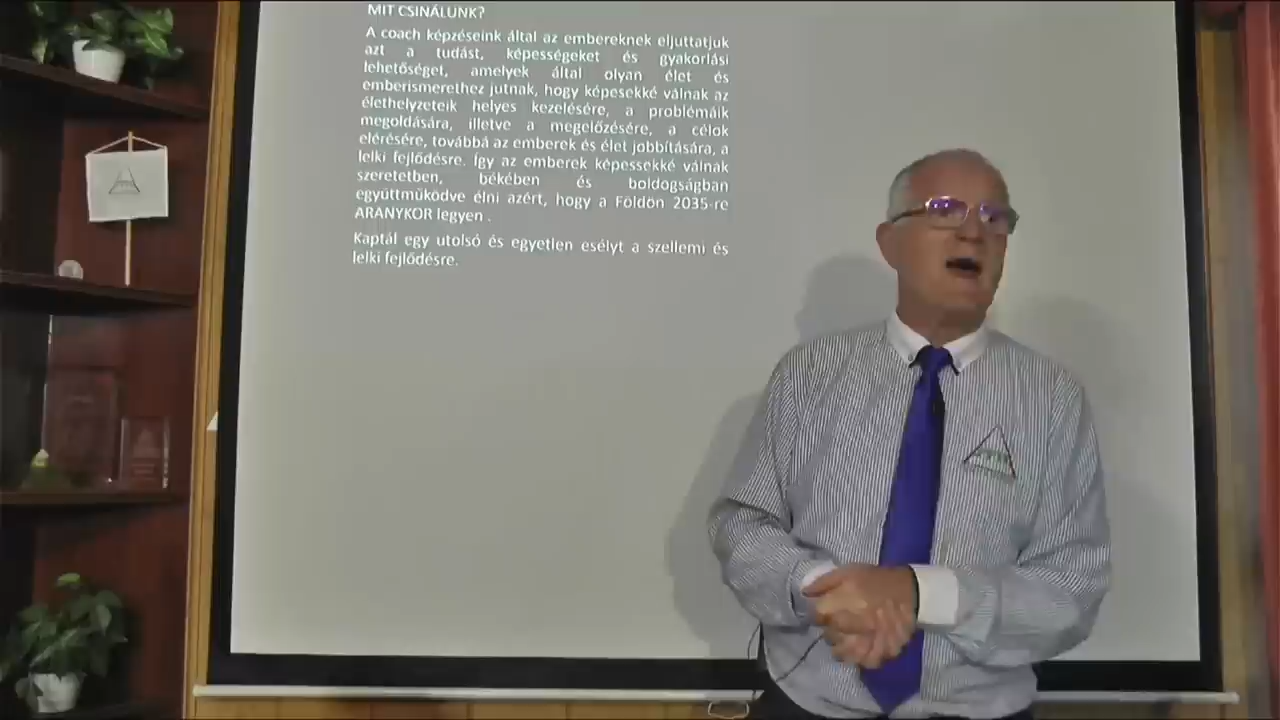 MIT CSINÁLUNK?
A coach képzéseink által az embereknek eljuttatjuk
azt a tudást, képességeket és gyakorlási
lehetőséget, amelyek által olyan élet és
emberismerethez jutnak, hogy képesekké válnak az
élethelyzeteik helyes kezelésére, a problémáik
megoldására, illetve a megelőzésére, a célok
elérésére, továbbá az emberek és élet jobbítására, a
lelki fejlődésre. Így az emberek képessekké válnak
szeretetben, békében és boldogságban
együttműködve élni azért, hogy a Földön 2035-re
ARANYKOR legyen .
Kaptál egy utolsó és egyetlen esélyt a szellemi és
lelki fejlődésre.